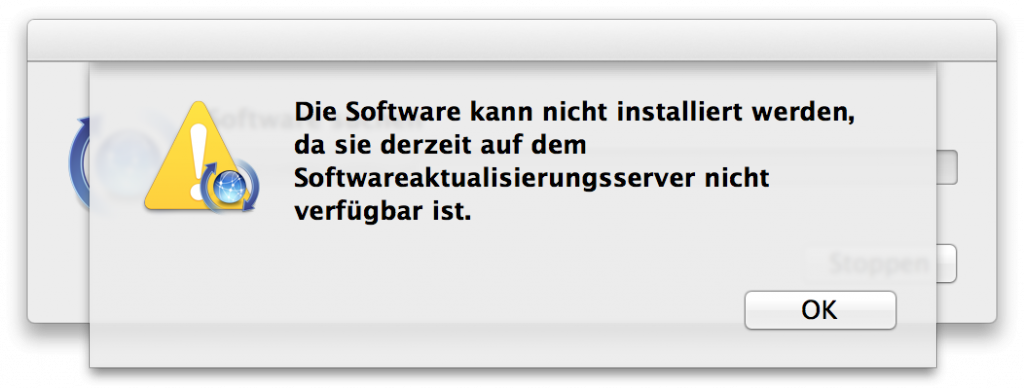 Die Software kann nicht installiert werden,
da sie derzeit auf dem
Softwareaktualisierungsserver nicht
verfügbar ist.
Stoppen
OK